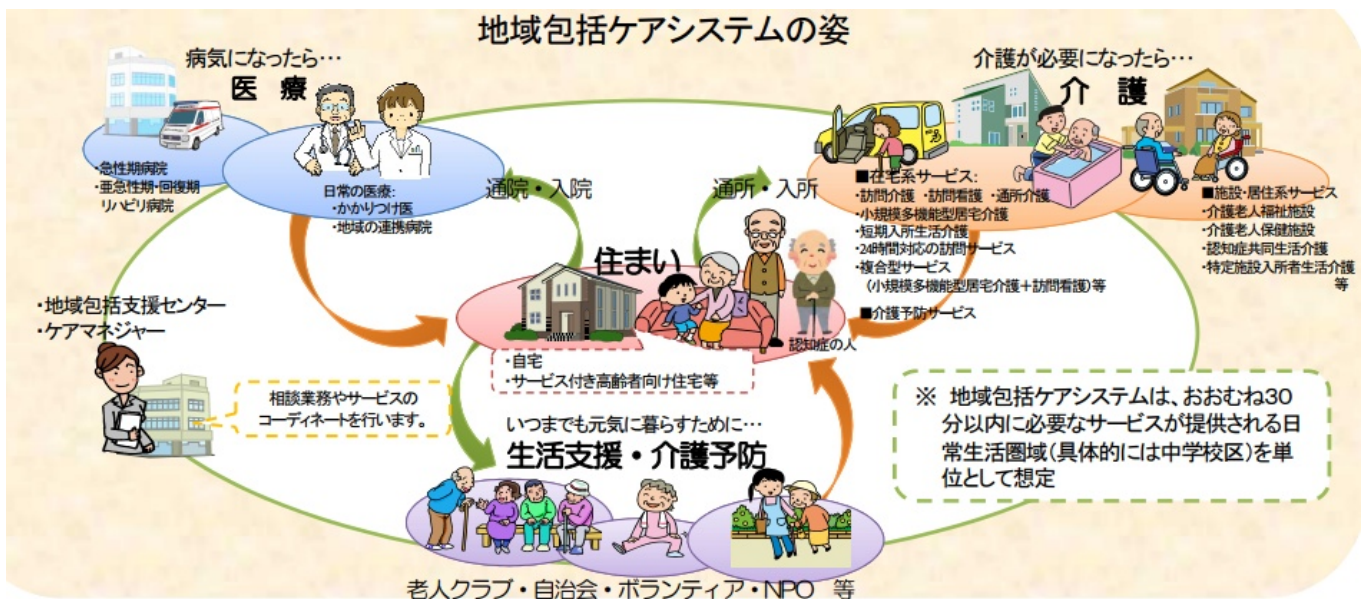 地域包括ケアシステムの姿
病気になったら…
医 療
・急性期病院
・亜急性期・回復期
リハビリ病院
日常の医療:
・かかりつけ医
・地域の連携病院
通院・入院
通所・入所
介護が必要になったら…
介 護
■在宅系サービス:
・訪問介護 ・訪問看護 ・通所介護
・小規模多機能型居宅介護
・短期入所生活介護
・24時間対応の訪問サービス
・複合型サービス
(小規模多機能型居宅介護+訪問看護)等
■介護予防サービス
■施設・居住系サービス
・介護老人福祉施設
・介護老人保健施設
・認知症共同生活介護
・特定施設入所者生活介護
等
住まい
認知症の人
・自宅
・サービス付き高齢者向け住宅等
・地域包括支援センター
・ケアマネジャー
相談業務やサービスの
コーディネートを行います。
いつまでも元気に暮らすために…
生活支援・介護予防
老人クラブ・自治会・ボランティア・NPO 等
※ 地域包括ケアシステムは、おおむね30
分以内に必要なサービスが提供される日
常生活圏域(具体的には中学校区)を単
位として想定